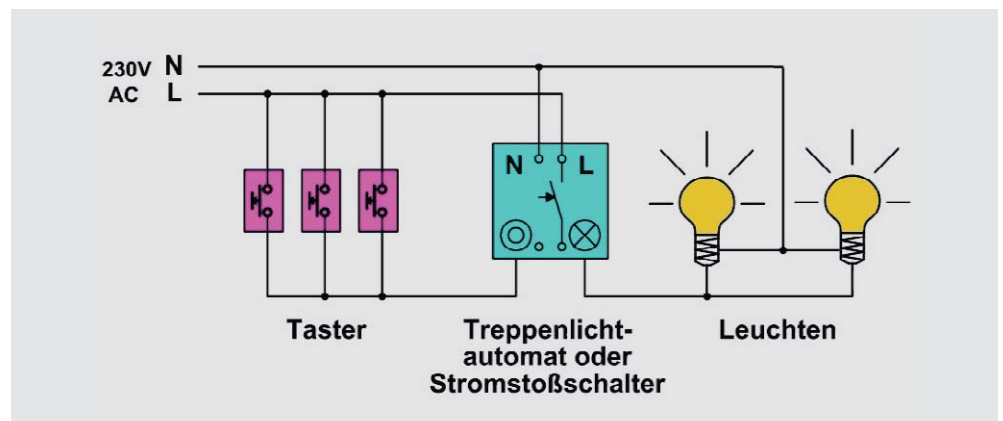 230V N
AC L
N L
Taster
Treppenlicht-
automat oder
Stromstoßschalter
Leuchten